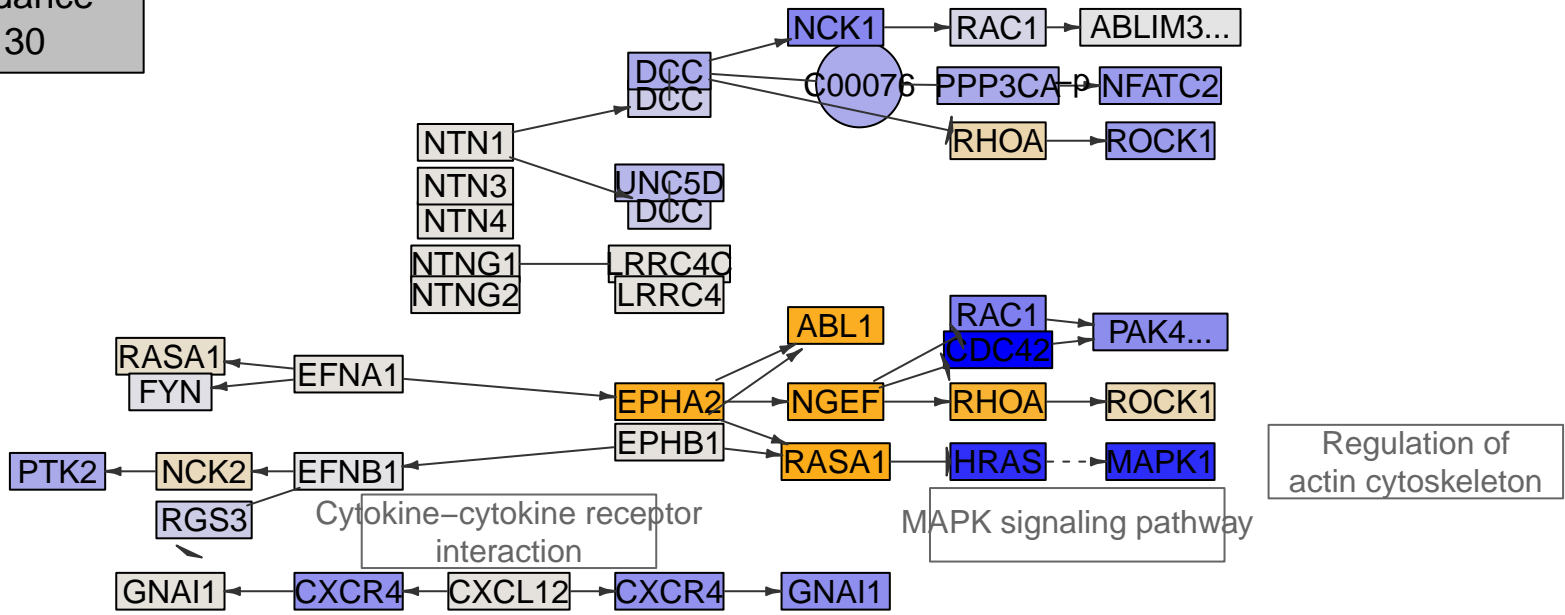 30
NCK1
RAC1
ABLIM3...
DCC
DCC
C00076
PPP3CA
-p
NFATC2
NTN1
RHOA
ROCK1
NTN3
NTN4
UNC5D
DCC
NTNG1
NTNG2
LRRC4C
LRRC4
RAC1
ABL1
CDC42
PAK4...
RASA1
FYN
EFNA1
EPHA2
NGEF
RHOA
ROCK1
EPHB1
PTK2
NCK2
EFNB1
RASA1
HRAS
MAPK1
Regulation of
actin cytoskeleton
RGS3
Cytokine−cytokine receptor
interaction
MAPK signaling pathway
GNAI1
CXCR4
CXCL12
CXCR4
GNAI1